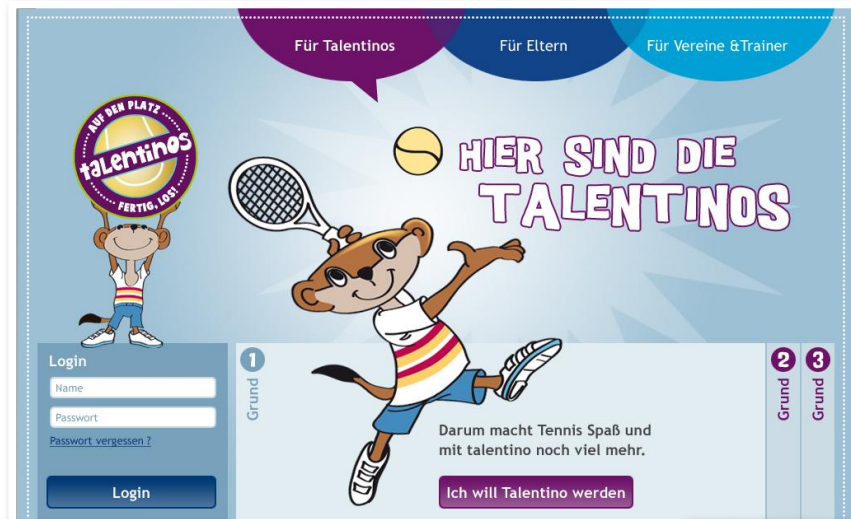 Für Talentinos
Für Eltern
Für Vereine &Trainer
AUF DEN PLATZ
talentinos
FERTIG, LOS!
HIER SIND DIE
TALENTINOS
Login
Name
Passwort
Passwort vergessen ?
Login
1
Grund
Darum macht Tennis Spaß und
mit talentino noch viel mehr.
Ich will Talentino werden
2
Grund
3
Grund